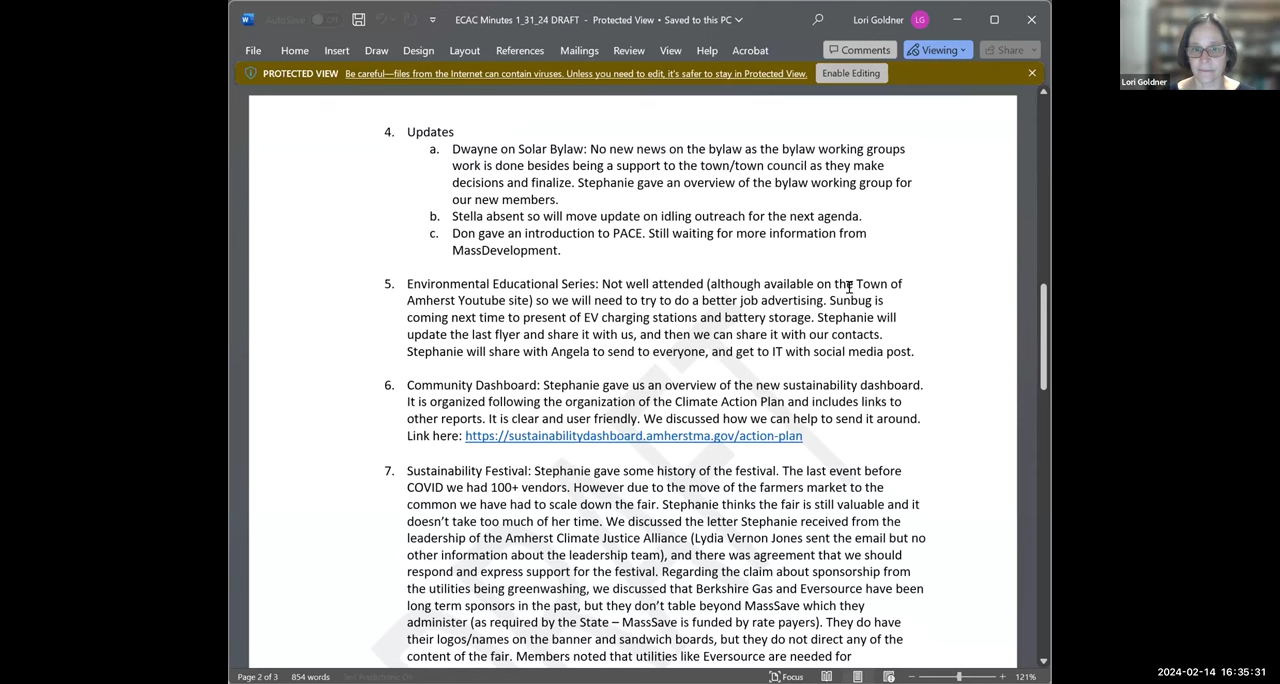 AutoSave Off ECAC Minutes 1_31_24 DRAFT - Protected View • Saved to this PC Lori Goldner LG
File Home Insert Draw Design Layout References Mailings Review View Help Acrobat Comments Viewing Share
PROTECTED VIEW Be careful—files from the Internet can contain viruses. Unless you need to edit, it's safer to stay in Protected View. Enable Editing
Lori Goldner
4. Updates
a. Dwayne on Solar Bylaw: No new news on the bylaw as the bylaw working groups
work is done besides being a support to the town/town council as they make
decisions and finalize. Stephanie gave an overview of the bylaw working group for
our new members.
b. Stella absent so will move update on idling outreach for the next agenda.
c. Don gave an introduction to PACE. Still waiting for more information from
MassDevelopment.
5. Environmental Educational Series: Not well attended (although available on the Town of
Amherst Youtube site) so we will need to try to do a better job advertising. Sunbug is
coming next time to present of EV charging stations and battery storage. Stephanie will
update the last flyer and share it with us, and then we can share it with our contacts.
Stephanie will share with Angela to send to everyone, and get to IT with social media post.
6. Community Dashboard: Stephanie gave us an overview of the new sustainability dashboard.
It is organized following the organization of the Climate Action Plan and includes links to
other reports. It is clear and user friendly. We discussed how we can help to send it around.
Link here: https://sustainabilitydashboard.amherstma.gov/action-plan
7. Sustainability Festival: Stephanie gave some history of the festival. The last event before
COVID we had 100+ vendors. However due to the move of the farmers market to the
common we have had to scale down the fair. Stephanie thinks the fair is still valuable and it
doesn't take too much of her time. We discussed the letter Stephanie received from the
leadership of the Amherst Climate Justice Alliance (Lydia Vernon Jones sent the email but no
other information about the leadership team), and there was agreement that we should
respond and express support for the festival. Regarding the claim about sponsorship from
the utilities being greenwashing, we discussed that Berkshire Gas and Eversource have been
long term sponsors in the past, but they don't table beyond MassSave which they
administer (as required by the State – MassSave is funded by rate payers). They do have
their logos/names on the banner and sandwich boards, but they do not direct any of the
content of the fair. Members noted that utilities like Eversource are needed for
Page 2 of 3 854 words Text Predictions: On Focus 121%
2024-02-14 16:35:31